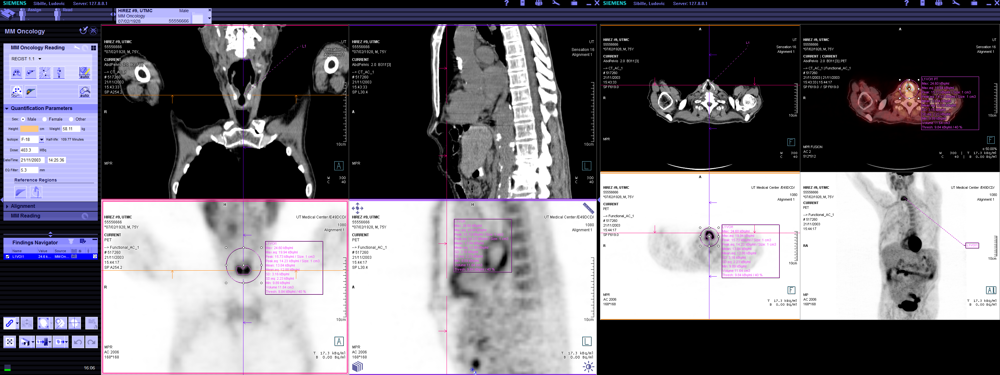 SIEMENS Sibille, Ludovic Server: 127.0.0.1
SIEMENS Sibille, Ludovic Server: 127.0.0.1
Assign
-
Read
-
HIREZ #9, UTMC Male
MM Oncology
07/02/1928 55556666
MM Oncology
MM Oncology Reading
RECIST 1.1
auto
auto
Quantification Parameters
Sex: Male Female Other
Height: cm Weight: 58.11 kg
Isotope: F-18 Half-life: 109.77 Minutes
Dose: 403.3 MBq
Date/Time: 21/11/2003 14:25:36
EQ Filter: 5.3 mm
Reference Regions
Alignment
MM Reading
Findings Navigator
Name Value Source
L1VOI1 24.6 k... MM On... PT
16:06
H
HIREZ #9, UTMC
55556666
*07/02/1928, M, 75Y
CURRENT
AbdPelvis 2.0 B31f [3]
--> CT_AC_1
# 517260
21/11/2003
15:43:33
SP A254.2
UT
Sensation 16
Alignment 1
L1
R
10cm
MPR
A
W 300
C 40
H
HIREZ #9, UTMC
55556666
*07/02/1928, M, 75Y
CURRENT
AbdPelvis 2.0 B31f [3]
--> CT_AC_1
# 517260
21/11/2003
15:43:33
SP L30.4
UT
Sensation 16
Alignment 1
A
10cm
MPR
L
W 300
C 40
H
HIREZ #9, UTMC
55556666
*07/02/1928, M, 75Y
CURRENT
PET
--> Functional_AC_1
# 517260
21/11/2003
15:44:17
SP A254.2
UT Medical Center /E49DCD/
1080
Alignment 1
L1VOI1
Max: 24.60 kBq/ml
Max.eq: 19.94 kBq/ml
Peak: 15.73 kBq/ml / Size: 1 cm3
Peak.eq: 14.23 kBq/ml / Size: 1 cm3
Mean: 13.84 kBq/ml
Mean.eq: 12.88 kBq/ml
SD: 3.16 kBq/ml
SD.eq: 2.23 kBq/ml
Min: 9.89 kBq/ml
Volume 11.64 cm3
Thresh: 9.84 kBq/ml / 40 %
R
10cm
A
MPR
AC 2006
168*168
T 17.3 kBq/ml
B 0.00 Bq/ml
H
HIREZ #9, UTMC
55556666
*07/02/1928, M, 75Y
CURRENT
PET
--> Functional_AC_1
# 517260
21/11/2003
15:44:17
SP L30.4
UT Medical Center /E49DCD/
1080
Alignment 1
L1VOI1
Max: 24.60 kBq/ml
Max.eq: 19.94 kBq/ml
Peak: 15.73 kBq/ml / Size: 1 cm3
Peak.eq: 14.23 kBq/ml / Size: 1 cm3
Mean: 13.84 kBq/ml
Mean.eq: 12.88 kBq/ml
SD: 3.16 kBq/ml
Thresh: 9.84 kBq/ml / 40 %
A
10cm
L
MPR
AC 2006
168*168
T 17.3 kBq/ml
B 0.00 Bq/ml
A
HIREZ #9, UTMC
55556666
*07/02/1928, M, 75Y
CURRENT
AbdPelvis 2.0 B31f [3]
--> CT_AC_1
# 517260
21/11/2003
15:43:33
SP F619.0
UT
Sensation 16
Alignment 1
L1
R
10cm
MPR
F
W 300
C 40
A
HIREZ #9, UTMC
55556666
*07/02/1928, M, 75Y
CURRENT | CURRENT
AbdPelvis 2.0 B31f [3] | PET
--> CT_AC_1 | Functional_AC_1
# 517260
21/11/2003 | 21/11/2003
15:43:33 | 15:44:17
SP F619.0 / SP F619.0
UT
Sensation 16
Alignment 1
L1VOI1 PT
Max: 24.60 kBq/ml
Max.eq: 19.94 kBq/ml
Peak: 15.73 kBq/ml / Size: 1 cm3
Peak.eq: 14.23 kBq/ml / Size: 1 cm3
Mean: 13.84 kBq/ml
Mean.eq: 12.88 kBq/ml
SD: 3.16 kBq/ml
SD.eq: 2.23 kBq/ml
Min: 9.89 kBq/ml
Volume 11.64 cm3
Thresh: 9.84 kBq/ml / 40 %
R
10cm
F
MPR FUSION
AC 2
512*512
α 50.00%
W 300 | T 17.3 kBq/ml
C 40 | B 0.00 Bq/ml
A
HIREZ #9, UTMC
55556666
*07/02/1928, M, 75Y
CURRENT
PET
--> Functional_AC_1
# 517260
21/11/2003
15:44:17
SP F619.0
UT Medical Center /E49DCD/
1080
Alignment 1
L1VOI1
Max: 24.60 kBq/ml
Max.eq: 19.94 kBq/ml
Peak: 15.73 kBq/ml / Size: 1 cm3
Peak.eq: 14.23 kBq/ml / Size: 1 cm3
Mean: 13.84 kBq/ml
Mean.eq: 12.88 kBq/ml
SD: 3.16 kBq/ml
SD.eq: 2.23 kBq/ml
Min: 9.89 kBq/ml
Volume 11.64 cm3
Thresh: 9.84 kBq/ml / 40 %
R
10cm
F
MPR
AC 2006
168*168
T 17.3 kBq/ml
B 0.00 Bq/ml
H
HIREZ #9, UTMC
55556666
*07/02/1928, M, 75Y
CURRENT
PET
--> Functional_AC_1
# 517260
21/11/2003
15:44:17
UT Medical Center /E49DCD/
1080
Alignment 1
RA
L1VOI1
10cm
MIP
AC 2006
168*168
T 17.3 kBq/ml
B 0.00 Bq/ml